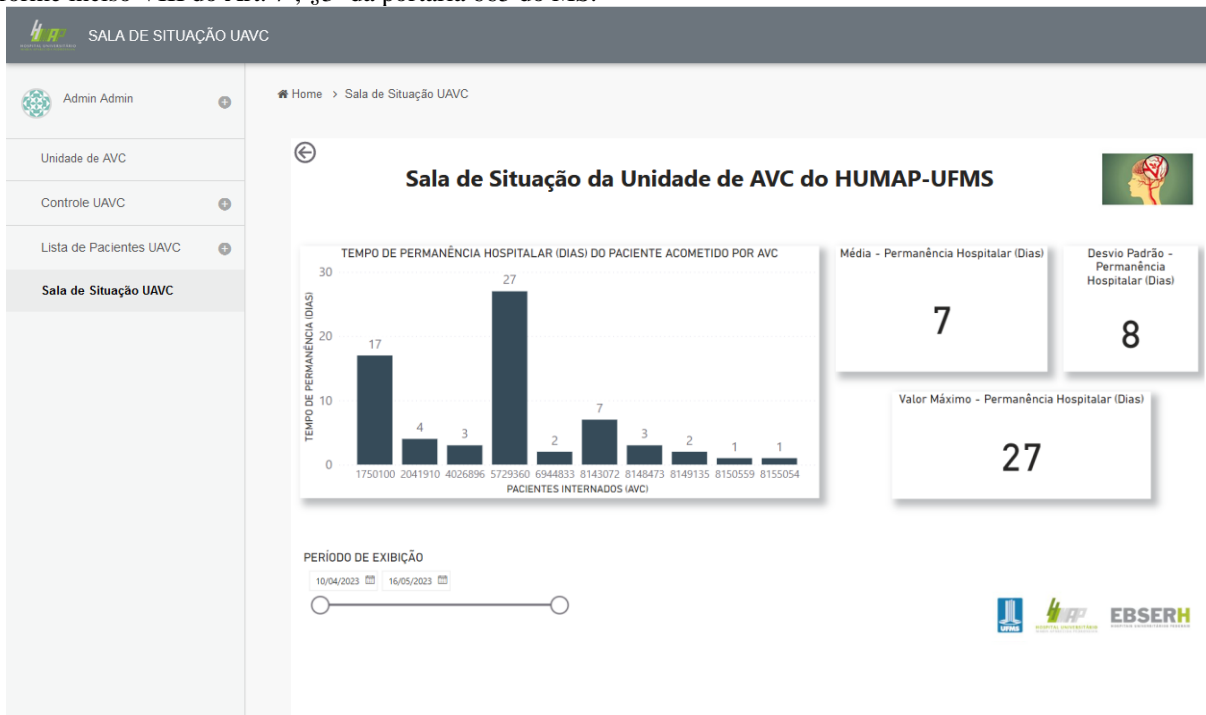 SALA DE SITUAÇÃO UAVC
Admin Admin
Home > Sala de Situação UAVC
Unidade de AVC
Controle UAVC
Lista de Pacientes UAVC
Sala de Situação UAVC
Sala de Situação da Unidade de AVC do HUMAP-UFMS
TEMPO DE PERMANÊNCIA HOSPITALAR (DIAS) DO PACIENTE ACOMETIDO POR AVC
TEMPO DE PERMANÊNCIA (DIAS)
30
20
10
0
17
4
3
27
2
7
3
2
1
1
1750100 2041910 4026896 5729360 6944833 8143072 8148473 8149135 8150559 8155054
PACIENTES INTERNADOS (AVC)
Média - Permanência Hospitalar (Dias)
7
Desvio Padrão -
Permanência
Hospitalar (Dias)
8
Valor Máximo - Permanência Hospitalar (Dias)
27
PERÍODO DE EXIBIÇÃO
10/04/2023 16/05/2023
UFMS
EBSERH
HOSPITAIS UNIVERSITÁRIOS FEDERAIS